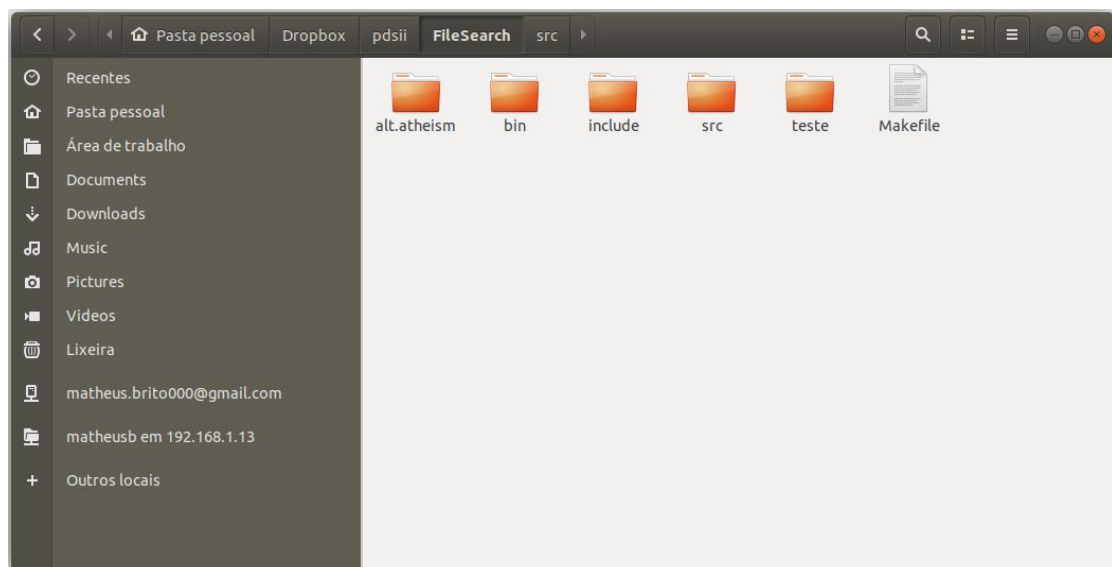 Pasta pessoal Dropbox pdsii FileSearch src
Recentes
Pasta pessoal
Área de trabalho
Documents
Downloads
Music
Pictures
Videos
Lixeira
matheus.brito000@gmail.com
matheusb em 192.168.1.13
Outros locais
alt.atheism bin include src teste Makefile